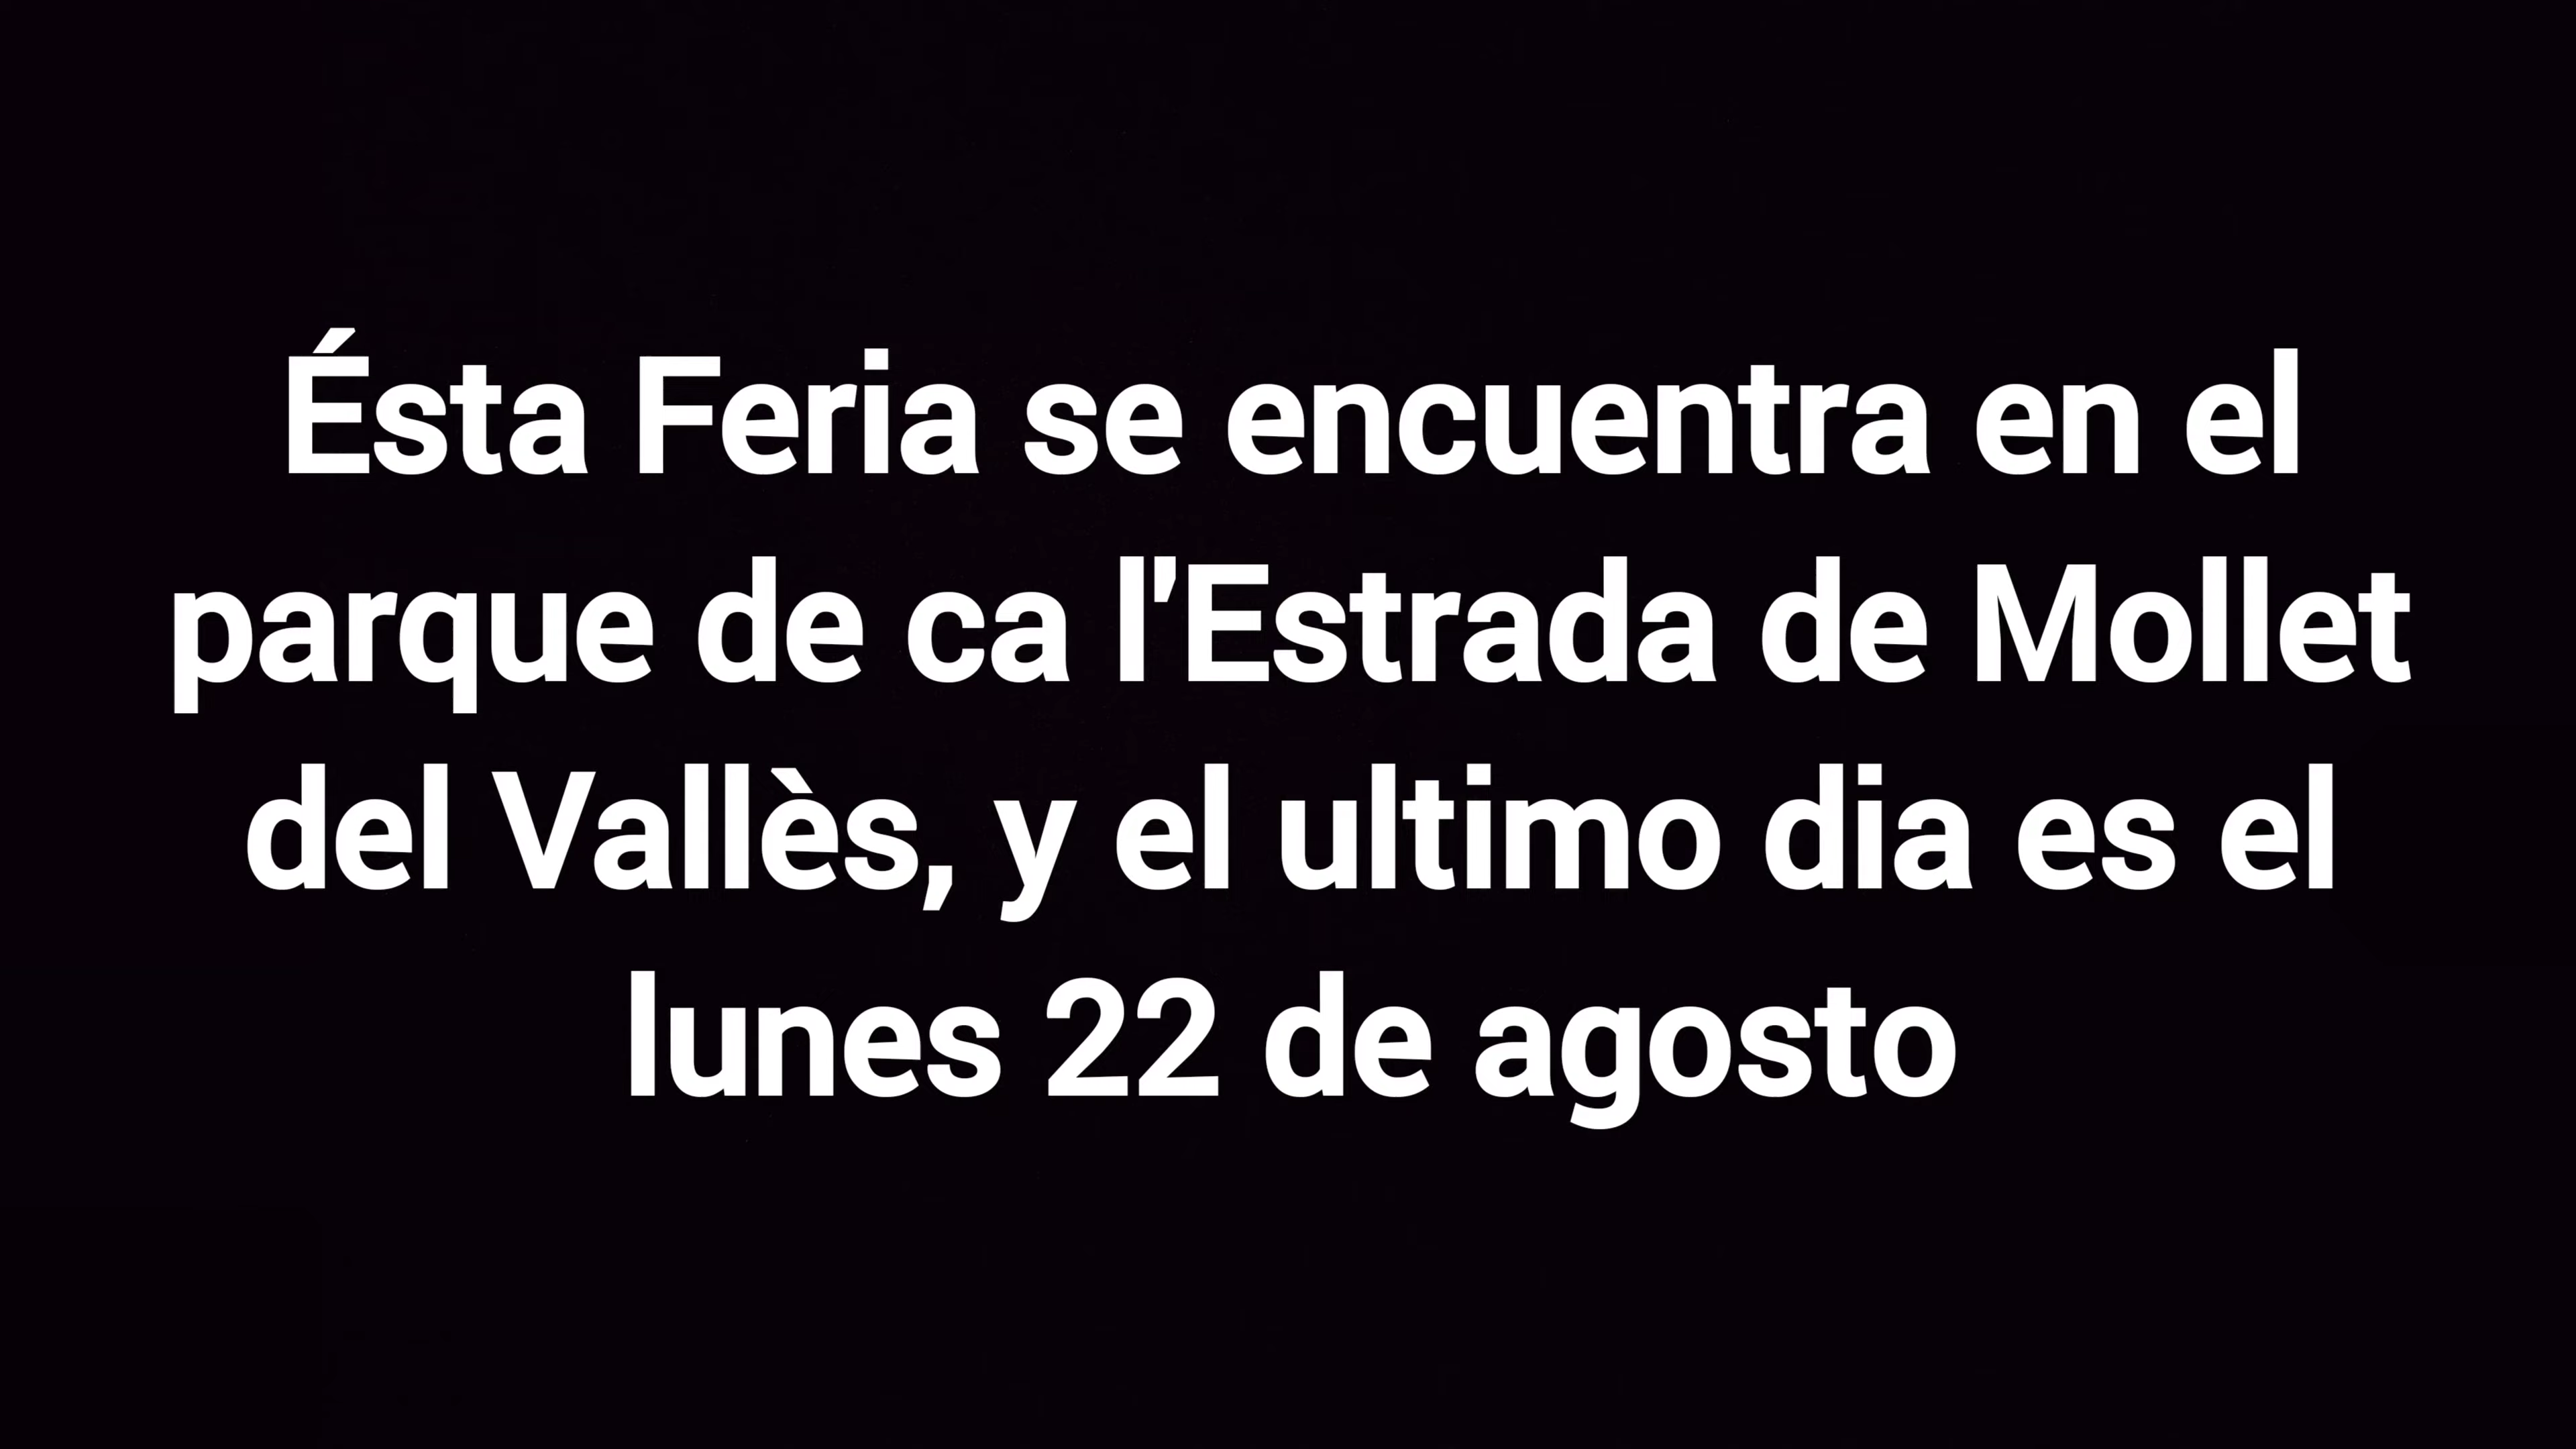 Ésta Feria se encuentra en el
parque de ca l'Estrada de Mollet
del Vallès, y el ultimo dia es el
lunes 22 de agosto